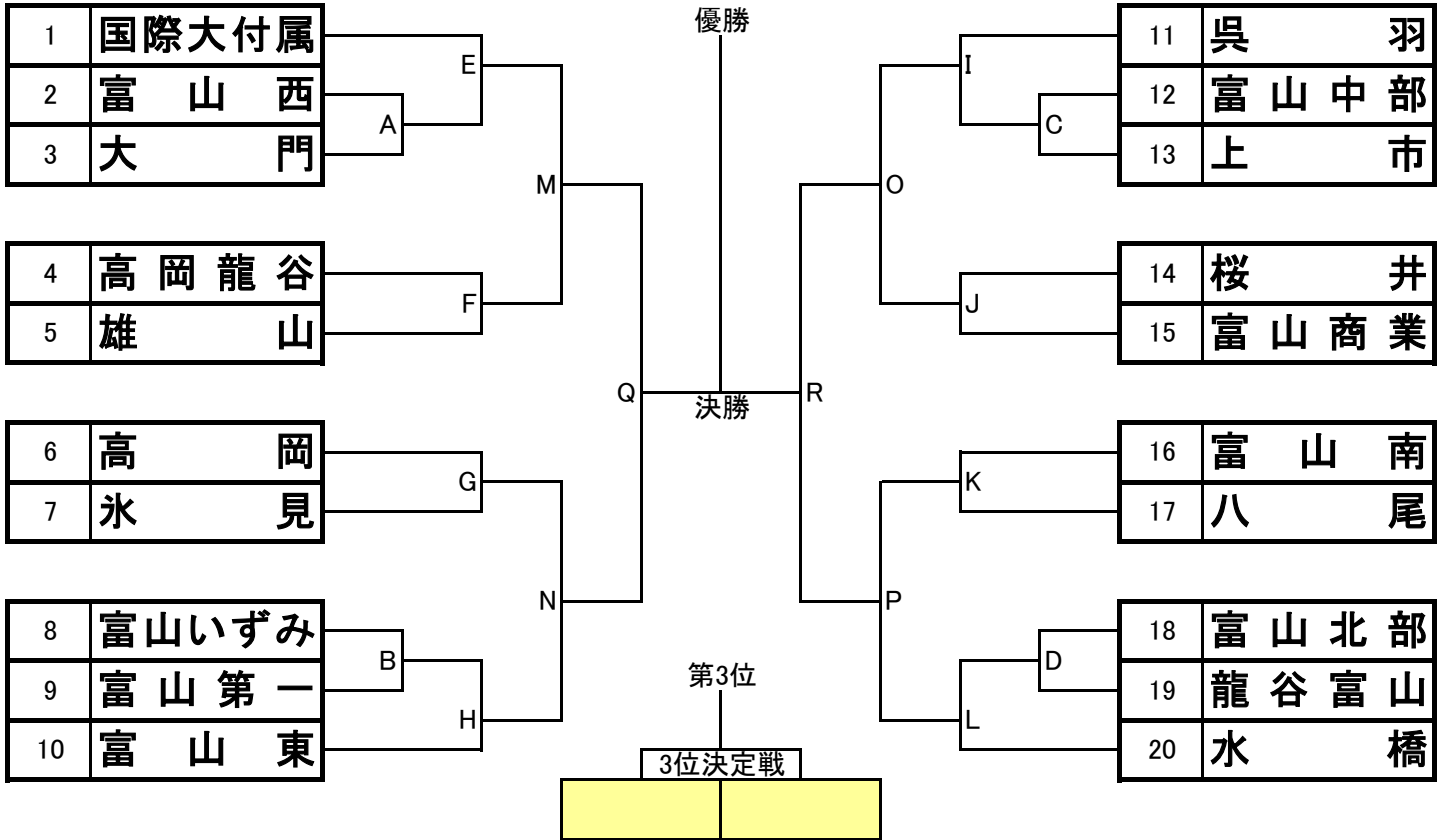 優勝
1 国際大付属
2 富山西
3 大門
E
A
M
4 高岡龍谷
5 雄山
F
Q
6 高岡
7 氷見
G
N
8 富山いずみ
9 富山第一
10 富山東
B
H
決勝
11 呉羽
12 富山中部
13 上市
I
C
O
14 桜井
15 富山商業
J
R
16 富山南
17 八尾
K
P
18 富山北部
19 龍谷富山
20 水橋
D
L
第3位
3位決定戦